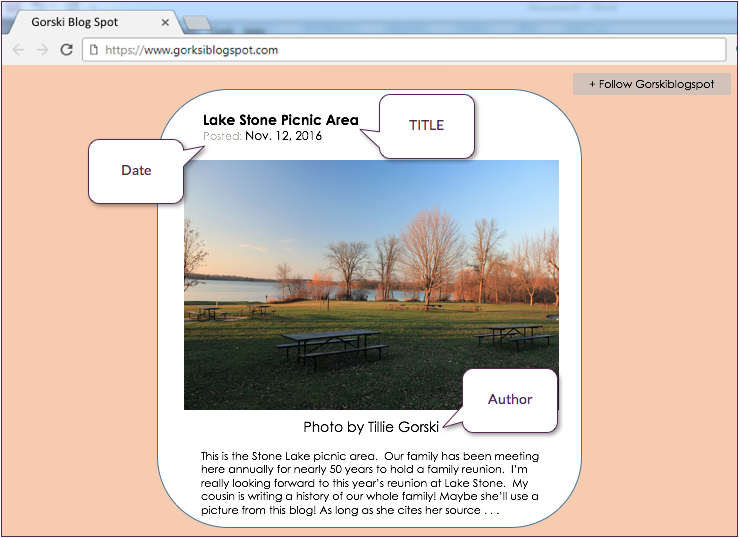 Gorski Blog Spot
https://www.gorksiblogspot.com
+ Follow Gorskiblogspot
Lake Stone Picnic Area
TITLE
Posted: Nov. 12, 2016
Date
Author
Photo by Tillie Gorski
This is the Stone Lake picnic area. Our family has been meeting
here annually for nearly 50 years to hold a family reunion. I'm
really looking forward to this year's reunion at Lake Stone. My
cousin is writing a history of our whole family! Maybe she'll use a
picture from this blog! As long as she cites her source . . .